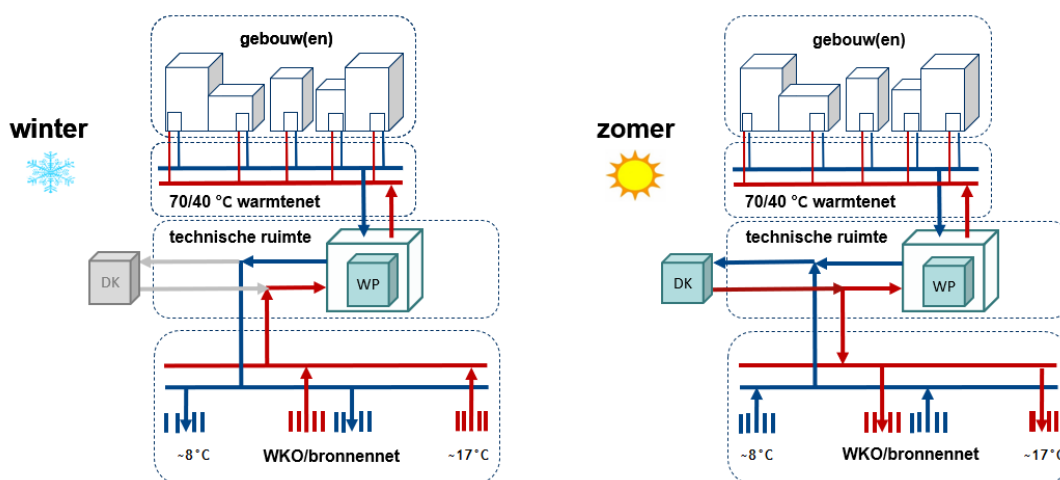 gebouw(en)
winter
70/40 °C warmtenet
technische ruimte
DK
WP
~8°C
WKO/bronnennet
~17°C
gebouw(en)
zomer
70/40 °C warmtenet
technische ruimte
DK
WP
~8°C
WKO/bronnennet
~17°C